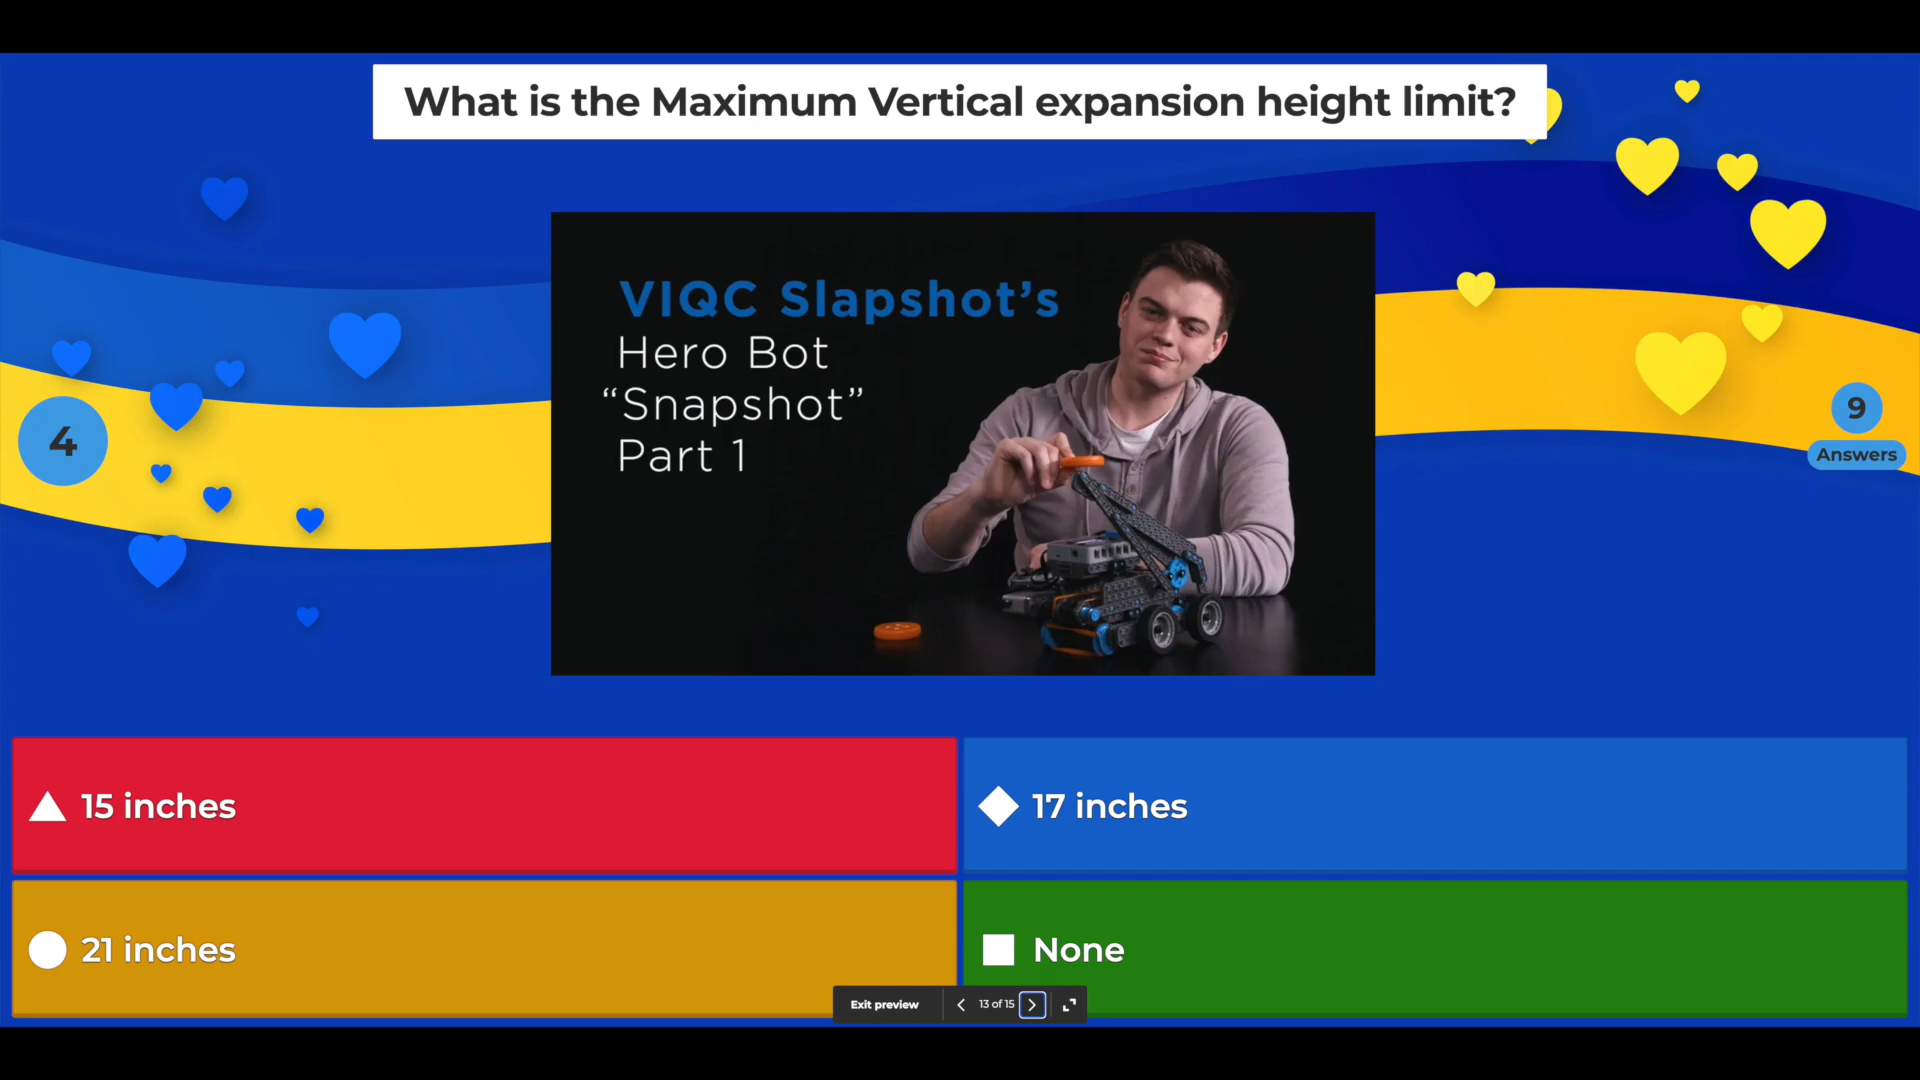 What is the Maximum Vertical expansion height limit?
VIQC Slapshot's
Hero Bot
“Snapshot”
Part 1
4
9
Answers
15 inches
17 inches
21 inches
None
Exit preview
13 of 15